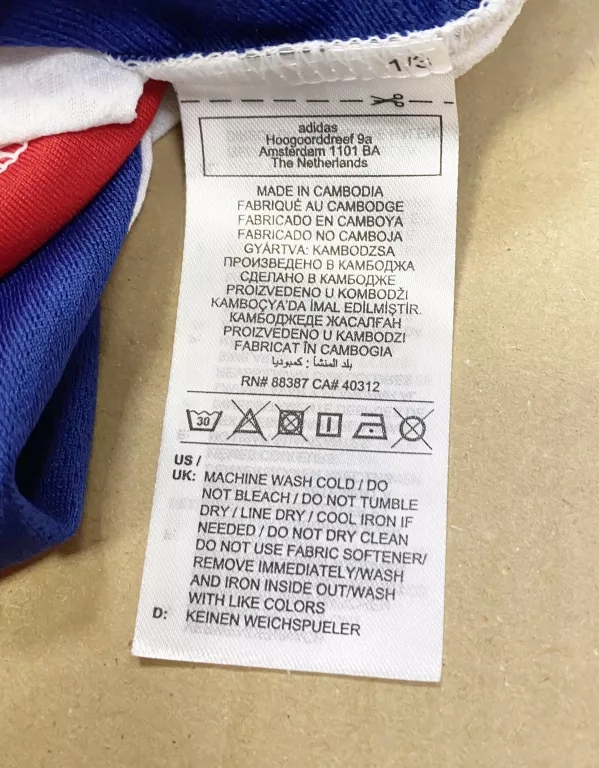 1/3
adidas
Hoogoorddreef 9a
Amsterdam 1101 BA
The Netherlands
MADE IN CAMBODIA
FABRIQUÉ AU CAMBODGE
FABRICADO EN CAMBOYA
FABRICADO NO CAMBOJA
GYÁRTVA: KAMBODZSA
ПРОИЗВЕДЕНО В КАМБОДЖА
СДЕЛАНО В КАМБОДЖЕ
PROIZVEDENO U KOMBODŽI
KAMBOÇYA'DA İMAL EDİLMİŞTİR.
КАМБОДЖЕДЕ ЖАСАЛҒАН
PROIZVEDENO U KAMBODZI
FABRICAT ÎN CAMBOGIA
بلد المنشأ : كمبوديا
RN# 88387 CA# 40312
30
US /
UK: MACHINE WASH COLD / DO
NOT BLEACH / DO NOT TUMBLE
DRY / LINE DRY / COOL IRON IF
NEEDED / DO NOT DRY CLEAN
DO NOT USE FABRIC SOFTENER/
REMOVE IMMEDIATELY/WASH
AND IRON INSIDE OUT/WASH
WITH LIKE COLORS
D: KEINEN WEICHSPUELER